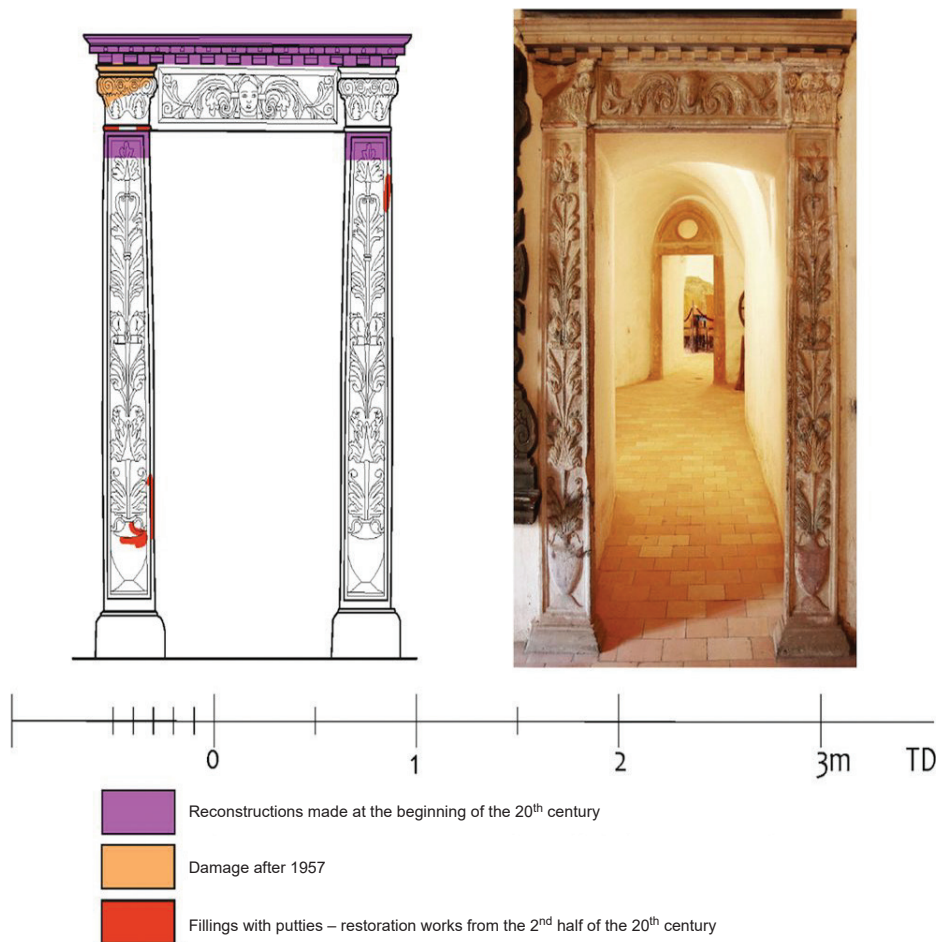 0 1 2 3m TD
Reconstructions made at the beginning of the 20th century
Damage after 1957
Fillings with putties – restoration works from the 2nd half of the 20th century